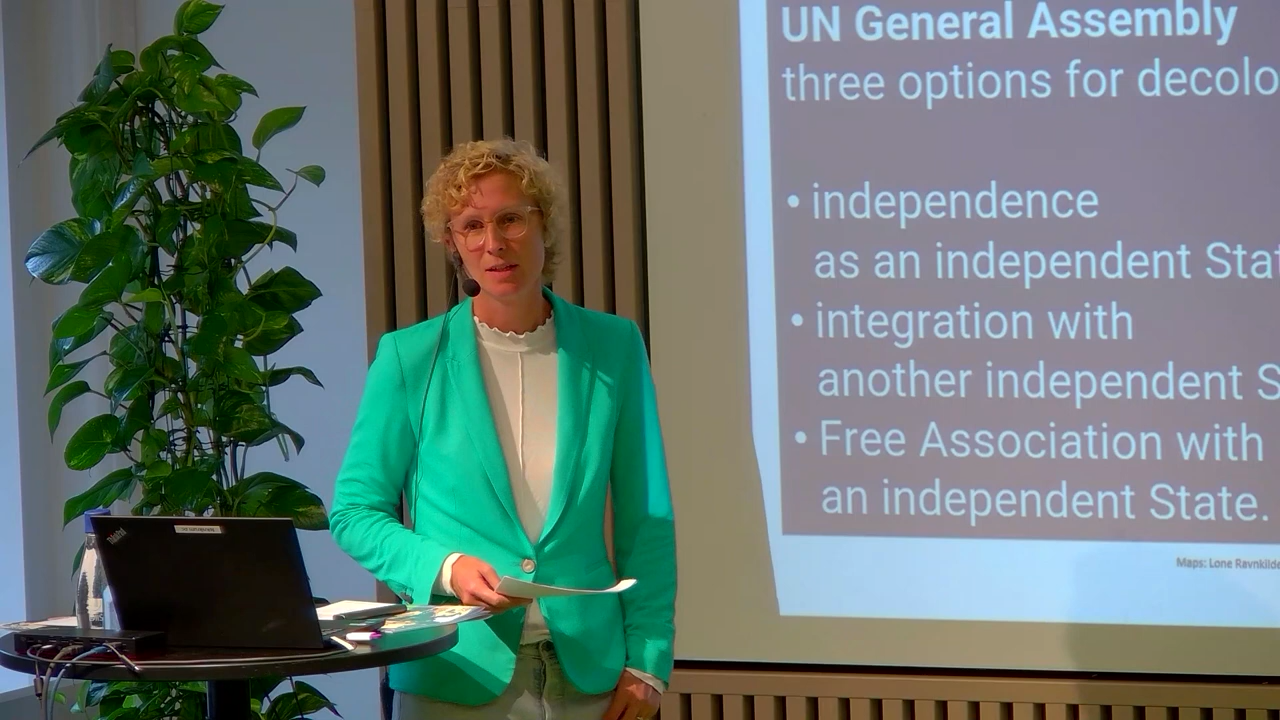 UN General Assembly
three options for decolo
• independence
as an independent Stat
• integration with
another independent S
• Free Association with
an independent State.
Maps: Lone Ravnkilde
ThinkPad